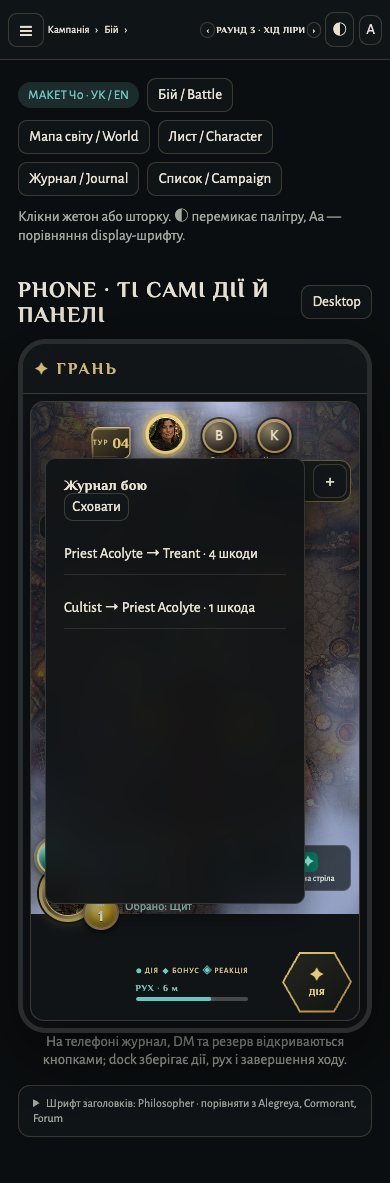 Кампанія › Бій ›
‹ РАУНД 3 · ХІД ЛІРИ ›
A
МАКЕТ Ч0 · УК / EN
Бій / Battle
Мапа світу / World
Лист / Character
Журнал / Journal
Список / Campaign
Клікни жетон або шторку. ◐ перемикає палітру, Aa —
порівняння display-шрифту.
PHONE · ТІ САМІ ДІЇ Й
ПАНЕЛІ
Desktop
✦ ГРАНЬ
ТУР 04
В
К
+
Журнал бою
Сховати
Priest Acolyte → Treant · 4 шкоди
Cultist → Priest Acolyte · 1 шкода
стріла
1
Обрано: Щит
ДІЯ БОНУС РЕАКЦІЯ
РУХ · 6 м
ДІЯ
На телефоні журнал, DM та резерв відкриваються
кнопками; dock зберігає дії, рух і завершення ходу.
▶ Шрифт заголовків: Philosopher · порівняти з Alegreya, Cormorant,
Forum